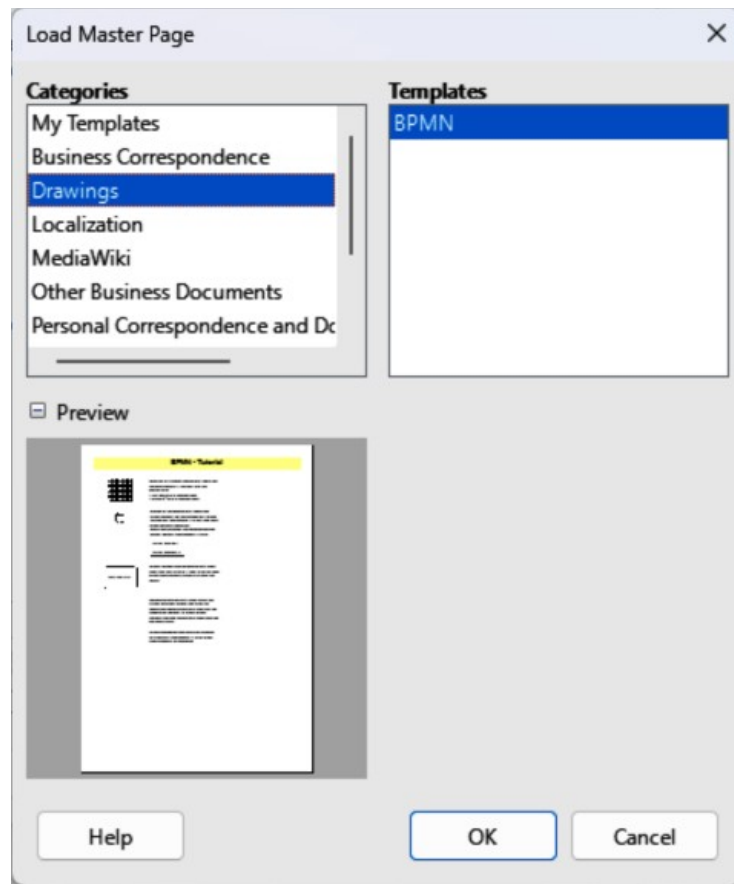 Load Master Page
Categories
Templates
My Templates
Business Correspondence
Drawings
Localization
MediaWiki
Other Business Documents
Personal Correspondence and Dc
BPMN
Preview
BPMN - Tutorial
Help
OK
Cancel